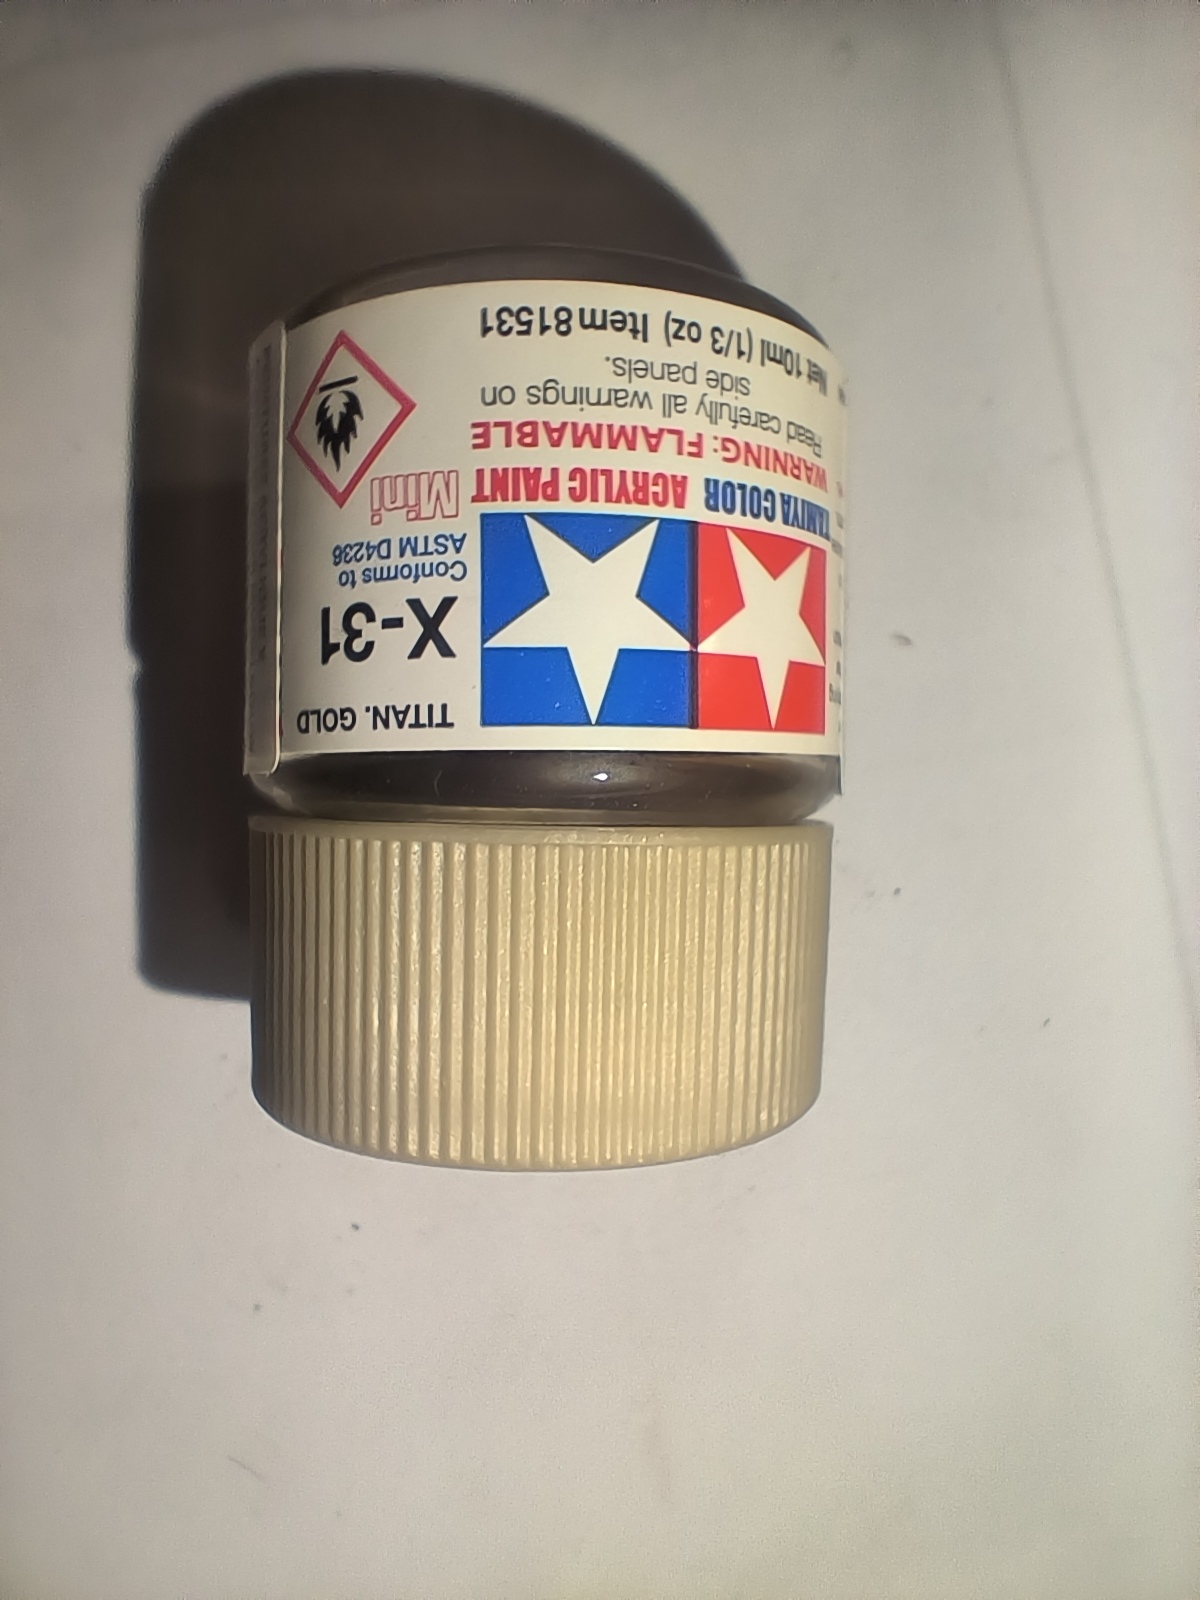 TITAN. GOLD
X-31
Conforms to
ASTM D4236
TAMIYA COLOR ACRYLIC PAINT Mini
WARNING: FLAMMABLE
Read carefully all warnings on
side panels.
Net 10ml (1/3 oz) Item 81531